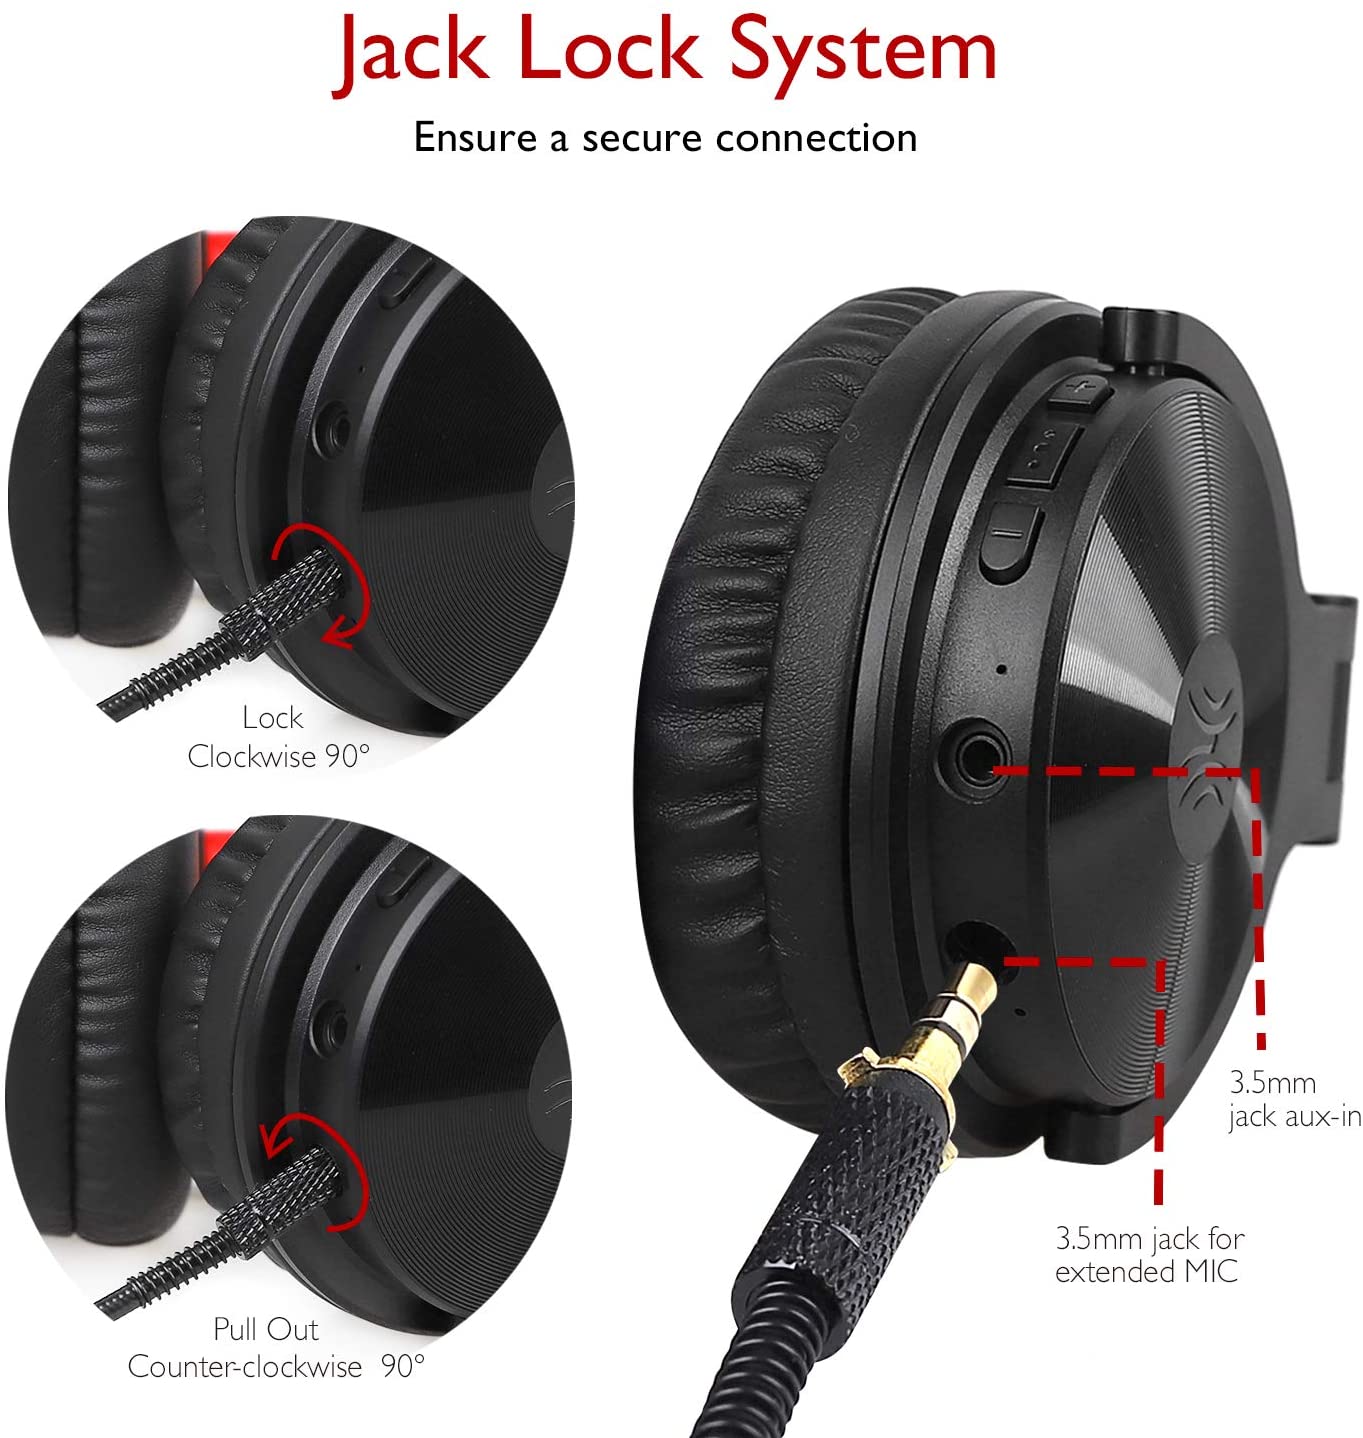 Jack Lock System
Ensure a secure connection
Lock
Clockwise 90°
3.5mm
jack aux-in
3.5mm jack for
extended MIC
Pull Out
Counter-clockwise 90°